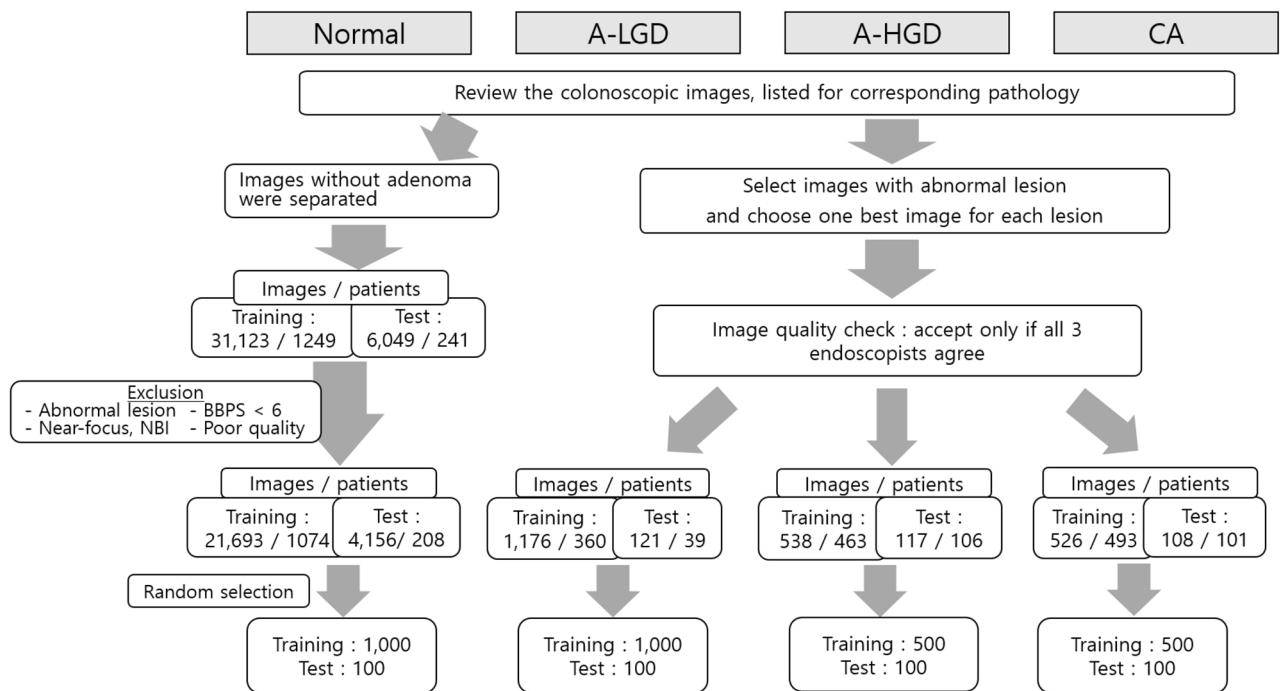 Normal
A-LGD
A-HGD
CA
Review the colonoscopic images, listed for corresponding pathology
Images without adenoma
were separated
Select images with abnormal lesion
and choose one best image for each lesion
Images / patients
Training :
31,123 / 1249
Test :
6,049 / 241
Image quality check : accept only if all 3
endoscopists agree
Exclusion
- Abnormal lesion - BBPS < 6
- Near-focus, NBI - Poor quality
Images / patients
Training :
21,693 / 1074
Test :
4,156/ 208
Images / patients
Training :
1,176 / 360
Test :
121 / 39
Images / patients
Training :
538 / 463
Test :
117 / 106
Images / patients
Training :
526 / 493
Test :
108 / 101
Random selection
Training : 1,000
Test : 100
Training : 1,000
Test : 100
Training : 500
Test : 100
Training : 500
Test : 100